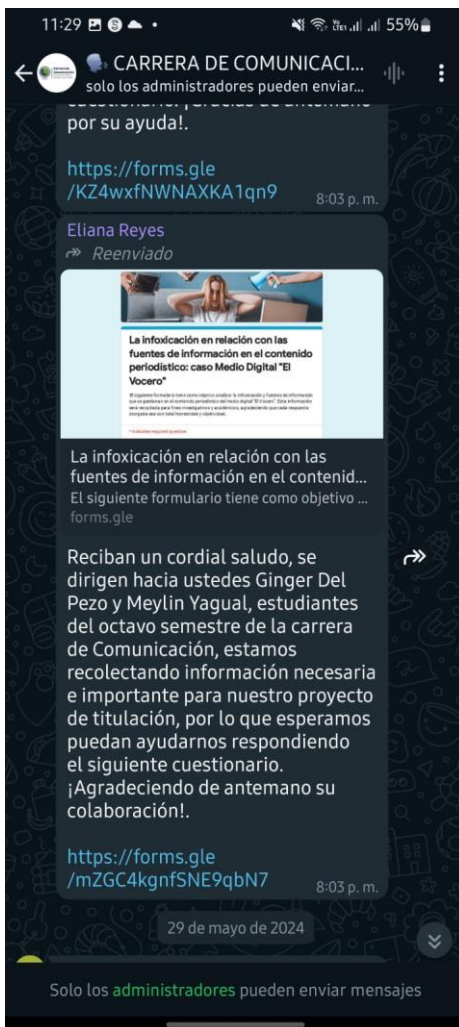 11:29
55%
🗣 CARRERA DE COMUNICACI...
solo los administradores pueden enviar...
cuestionario. ¡Gracias de antemano
por su ayuda!.
https://forms.gle
/KZ4wxfNWNAXKA1qn9
8:03 p. m.
Eliana Reyes
Reenviado
La infoxicación en relación con las
fuentes de información en el contenido
periodístico: caso Medio Digital "El
Vocero"
La infoxicación en relación con las
fuentes de información en el contenid...
El siguiente formulario tiene como objetivo ...
forms.gle
Reciban un cordial saludo, se
dirigen hacia ustedes Ginger Del
Pezo y Meylin Yagual, estudiantes
del octavo semestre de la carrera
de Comunicación, estamos
recolectando información necesaria
e importante para nuestro proyecto
de titulación, por lo que esperamos
puedan ayudarnos respondiendo
el siguiente cuestionario.
¡Agradeciendo de antemano su
colaboración!.
https://forms.gle
/mZGC4kgnfSNE9qbN7
8:03 p. m.
29 de mayo de 2024
Solo los administradores pueden enviar mensajes